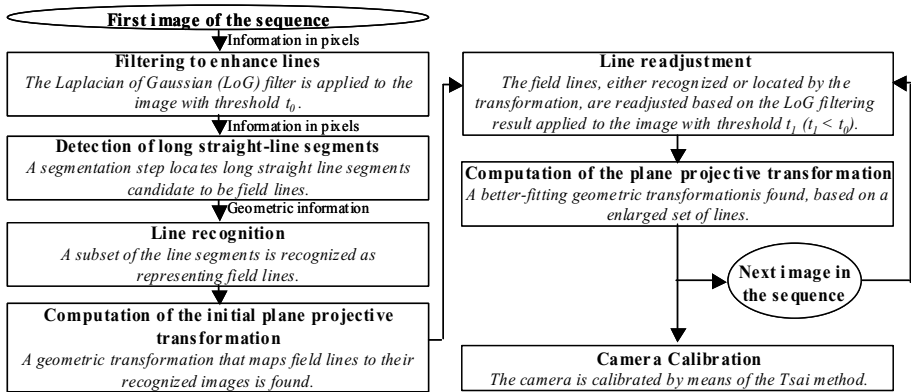 First image of the sequence
Information in pixels
Filtering to enhance lines
The Laplacian of Gaussian (LoG) filter is applied to the
image with threshold t0 .
Information in pixels
Detection of long straight-line segments
A segmentation step locates long straight line segments
candidate to be field lines.
Geometric information
Line recognition
A subset of the line segments is recognized as
representing field lines.
Computation of the initial plane projective
transformation
A geometric transformation that maps field lines to their
recognized images is found.
Line readjustment
The field lines, either recognized or located by the
transformation, are readjusted based on the LoG filtering
result applied to the image with threshold t1 (t1 < t0).
Computation of the plane projective transformation
A better-fitting geometric transformationis found, based on a
enlarged set of lines.
Next image in
the sequence
Camera Calibration
The camera is calibrated by means of the Tsai method.